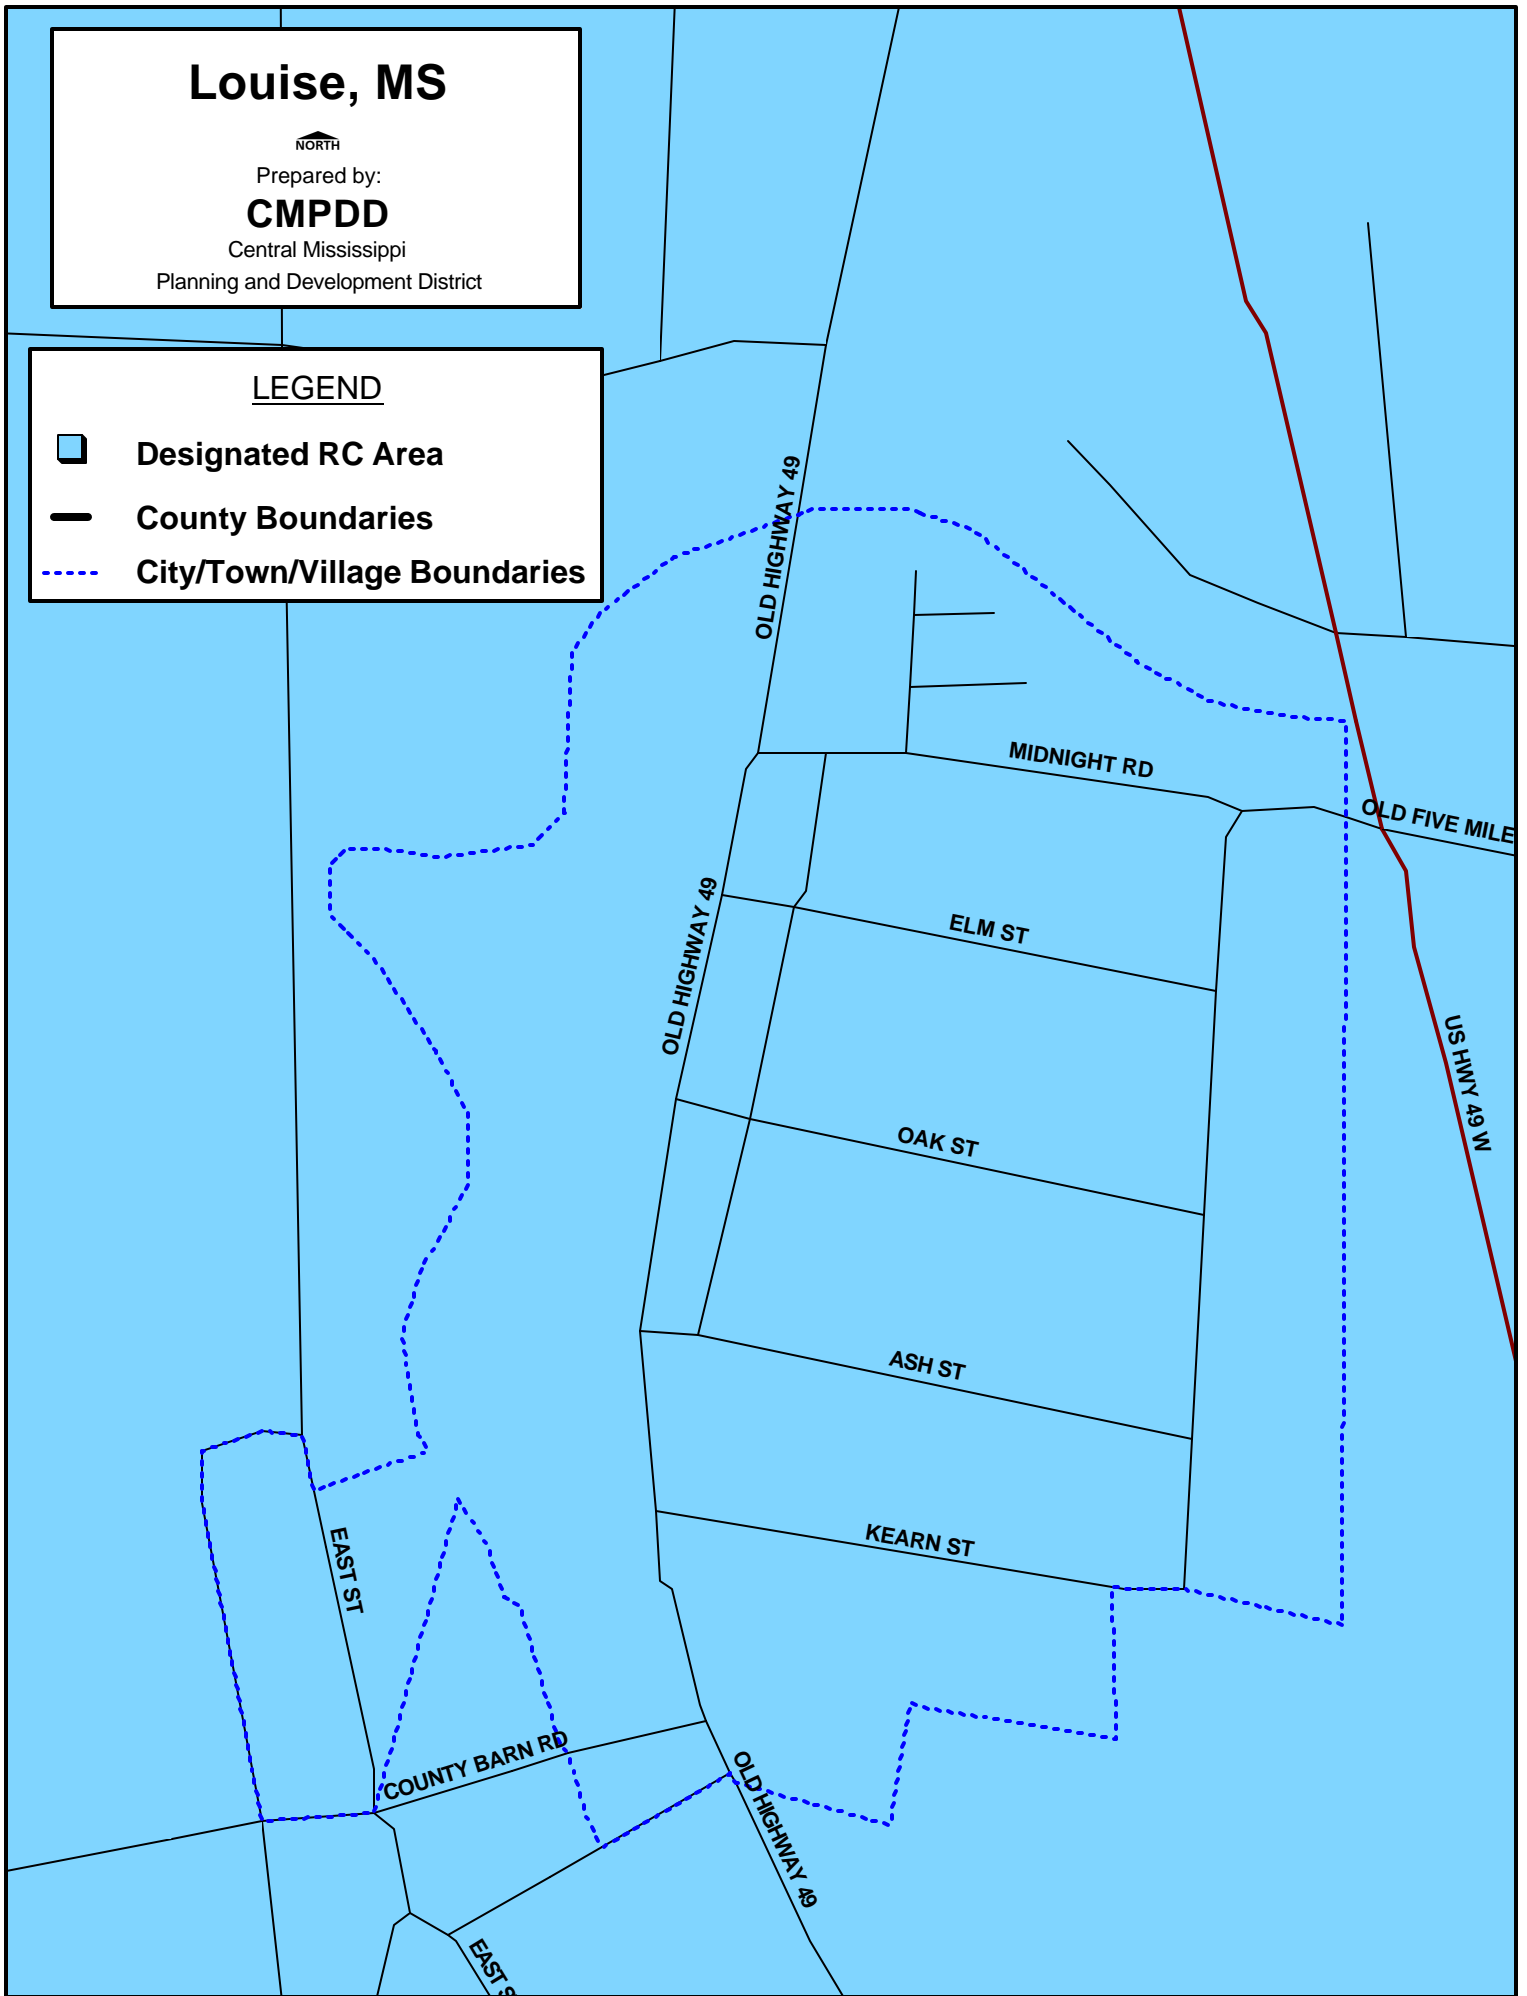 Louise, MS
NORTH
Prepared by:
CMPDD
Central Mississippi
Planning and Development District
LEGEND
Designated RC Area
County Boundaries
City/Town/Village Boundaries
OLD HIGHWAY 49
MIDNIGHT RD
OLD FIVE MILE
OLD HIGHWAY 49
ELM ST
US HWY 49 W
OAK ST
ASH ST
KEARN ST
EAST ST
COUNTY BARN RD
OLD HIGHWAY 49
EAST S